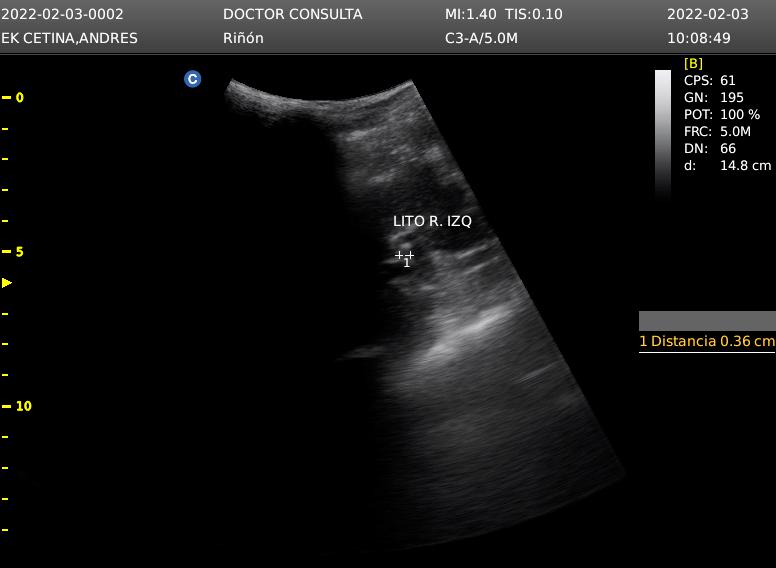 2022-02-03-0002 DOCTOR CONSULTA MI:1.40 TIS:0.10 2022-02-03
EK CETINA,ANDRES Riñón C3-A/5.0M 10:08:49
C
[B]
CPS: 61
GN: 195
POT: 100 %
FRC: 5.0M
DN: 66
d: 14.8 cm
0
LITO R. IZQ
5
1
1 Distancia 0.36 cm
10